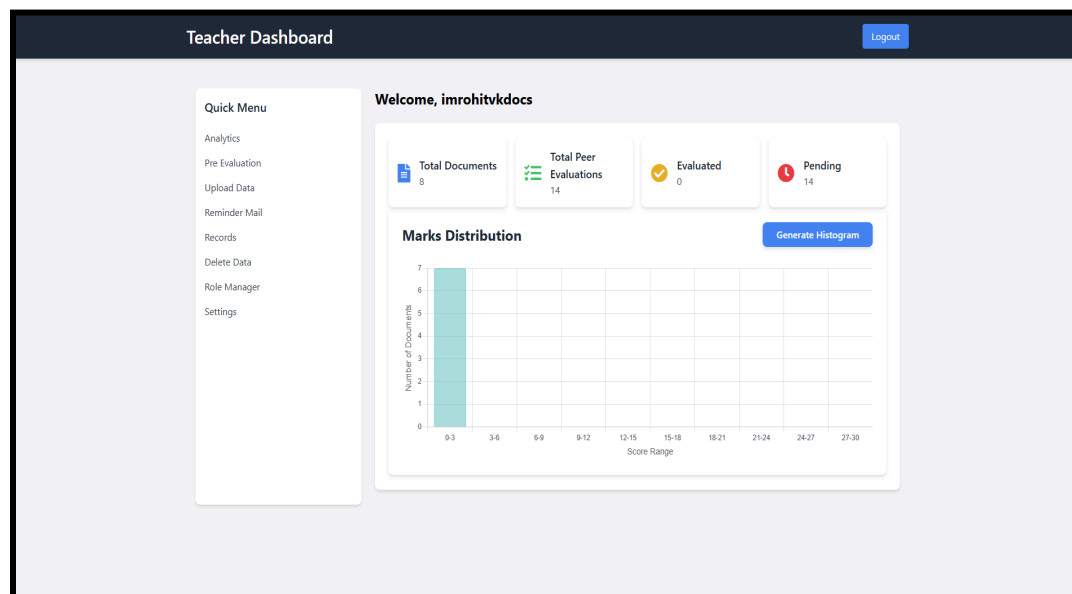 Teacher Dashboard
Logout
Quick Menu
Analytics
Pre Evaluation
Upload Data
Reminder Mail
Records
Delete Data
Role Manager
Settings
Welcome, imrohitvkdocs
Total Documents
8
Total Peer
Evaluations
14
Evaluated
0
Pending
14
Marks Distribution
Generate Histogram
Number of Documents
7
6
5
4
3
2
1
0
0-3 3-6 6-9 9-12 12-15 15-18 18-21 21-24 24-27 27-30
Score Range